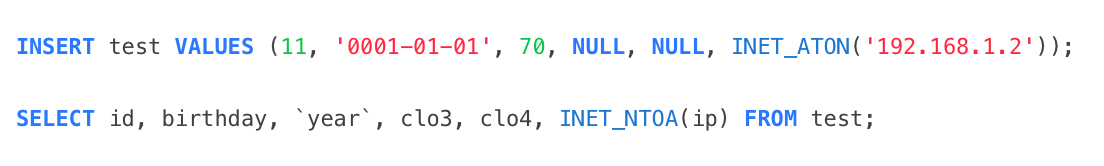 INSERT test VALUES (11, '0001-01-01', 70, NULL, NULL, INET_ATON('192.168.1.2'));
SELECT id, birthday, `year`, clo3, clo4, INET_NTOA(ip) FROM test;